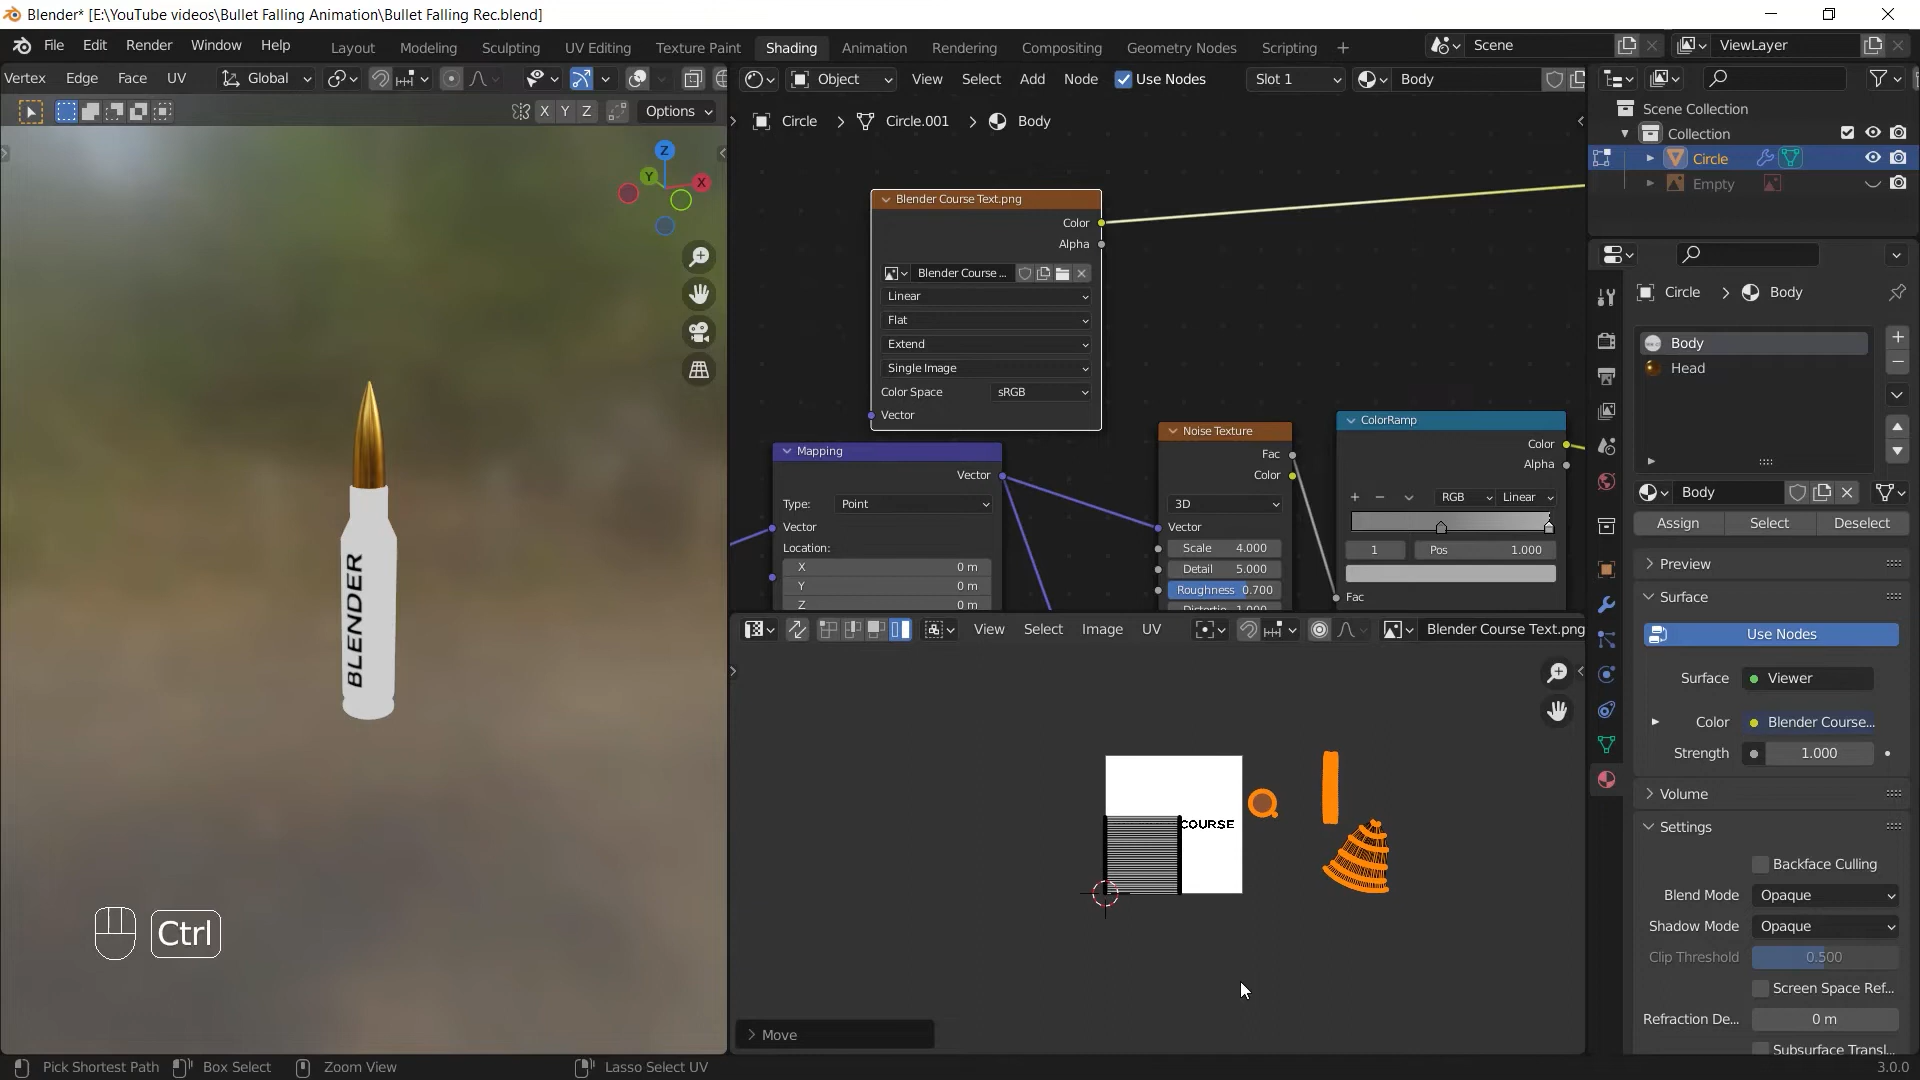 Blender* [E:\YouTube videos\Bullet Falling Animation\Bullet Falling Rec.blend]
File Edit Render Window Help Layout Modeling Sculpting UV Editing Texture Paint Shading Animation Rendering Compositing Geometry Nodes Scripting + Scene ViewLayer
Vertex Edge Face UV Global Object View Select Add Node Use Nodes Slot 1 Body
X Y Z Options
Circle > Circle.001 > Body
Scene Collection
Collection
Circle
Empty
Z
Y X
Blender Course Text.png
Color
Alpha
Blender Course ...
Linear
Flat
Extend
Single Image
Color Space sRGB
Vector
Mapping
Vector
Type: Point
Vector
Location:
X 0 m
Y 0 m
Z 0 m
Noise Texture
Fac
Color
3D
Vector
Scale 4.000
Detail 5.000
Roughness 0.700
Distortio 1.000
ColorRamp
Color
Alpha
RGB Linear
1 Pos 1.000
Fac
BLENDER
Ctrl
View Select Image UV Blender Course Text.png
COURSE
Move
Circle > Body
Body
Head
Body
Assign Select Deselect
Preview
Surface
Use Nodes
Surface Viewer
Color Blender Course...
Strength 1.000
Volume
Settings
Backface Culling
Blend Mode Opaque
Shadow Mode Opaque
Clip Threshold 0.500
Screen Space Ref...
Refraction De... 0 m
Subsurface Transl...
Pick Shortest Path Box Select Zoom View Lasso Select UV 3.0.0